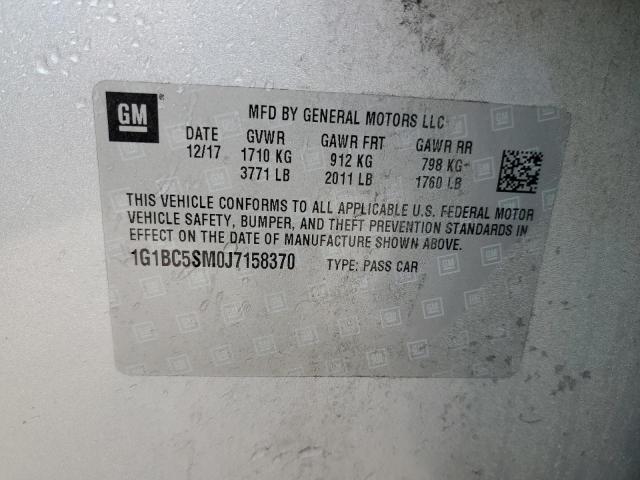 GM
MFD BY GENERAL MOTORS LLC
DATE GVWR GAWR FRT GAWR RR
12/17 1710 KG 912 KG 798 KG
3771 LB 2011 LB 1760 LB
THIS VEHICLE CONFORMS TO ALL APPLICABLE U.S. FEDERAL MOTOR
VEHICLE SAFETY, BUMPER, AND THEFT PREVENTION STANDARDS IN
EFFECT ON THE DATE OF MANUFACTURE SHOWN ABOVE.
1G1BC5SM0J7158370 TYPE: PASS CAR